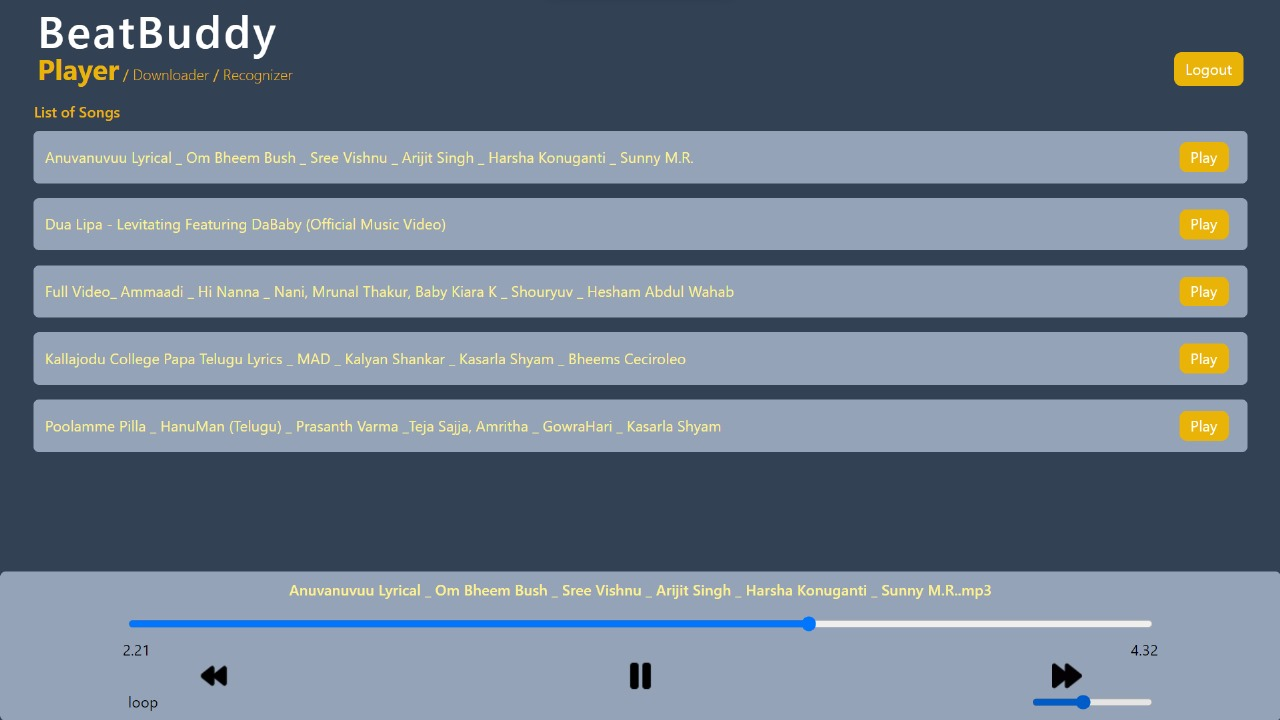 BeatBuddy
Player / Downloader / Recognizer
Logout
List of Songs
Anuvanuvuu Lyrical _ Om Bheem Bush _ Sree Vishnu _ Arijit Singh _ Harsha Konuganti _ Sunny M.R.
Play
Dua Lipa - Levitating Featuring DaBaby (Official Music Video)
Play
Full Video_ Ammaadi _ Hi Nanna _ Nani, Mrunal Thakur, Baby Kiara K _ Shouryuv _ Hesham Abdul Wahab
Play
Kallajodu College Papa Telugu Lyrics _ MAD _ Kalyan Shankar _ Kasarla Shyam _ Bheems Ceciroleo
Play
Poolamme Pilla _ HanuMan (Telugu) _ Prasanth Varma _Teja Sajja, Amritha _ GowraHari _ Kasarla Shyam
Play
Anuvanuvuu Lyrical _ Om Bheem Bush _ Sree Vishnu _ Arijit Singh _ Harsha Konuganti _ Sunny M.R..mp3
2.21
4.32
loop